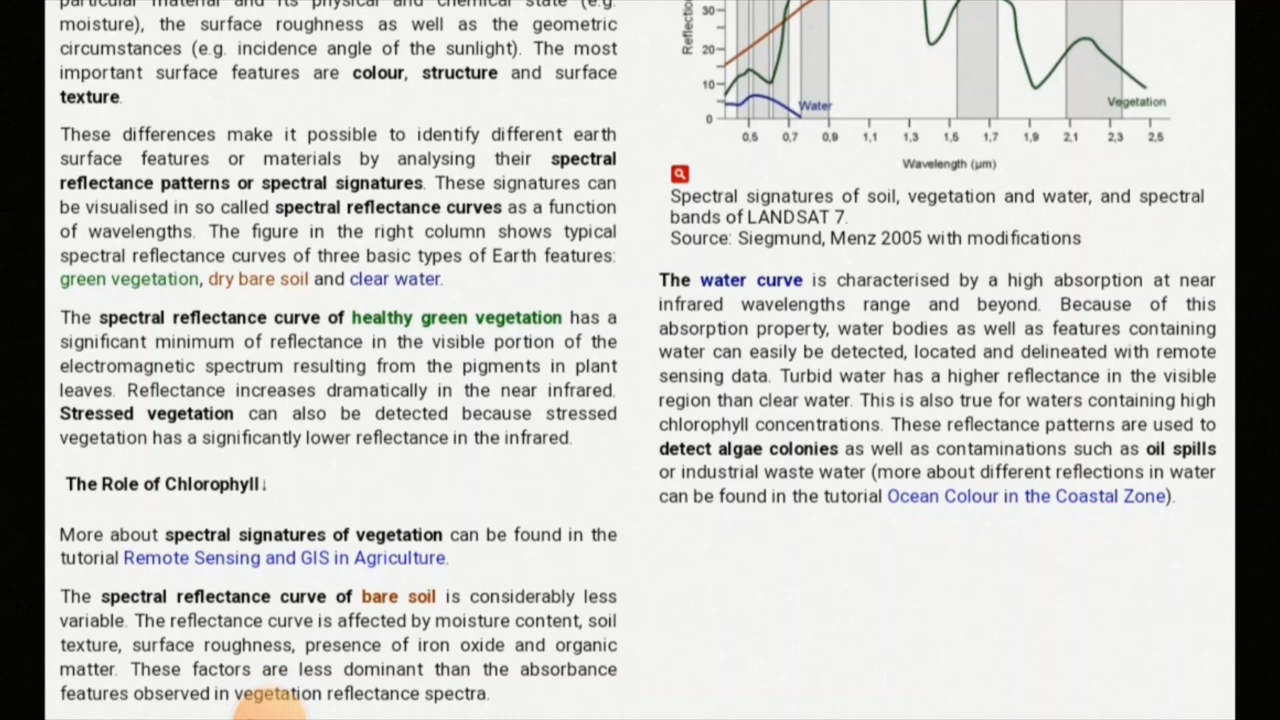 particular material and its physical and chemical state (e.g.
moisture), the surface roughness as well as the geometric
circumstances (e.g. incidence angle of the sunlight). The most
important surface features are colour, structure and surface
texture.
These differences make it possible to identify different earth
surface features or materials by analysing their spectral
reflectance patterns or spectral signatures. These signatures can
be visualised in so called spectral reflectance curves as a function
of wavelengths. The figure in the right column shows typical
spectral reflectance curves of three basic types of Earth features:
green vegetation, dry bare soil and clear water.
The spectral reflectance curve of healthy green vegetation has a
significant minimum of reflectance in the visible portion of the
electromagnetic spectrum resulting from the pigments in plant
leaves. Reflectance increases dramatically in the near infrared.
Stressed vegetation can also be detected because stressed
vegetation has a significantly lower reflectance in the infrared.
The Role of Chlorophyll↓
More about spectral signatures of vegetation can be found in the
tutorial Remote Sensing and GIS in Agriculture.
The spectral reflectance curve of bare soil is considerably less
variable. The reflectance curve is affected by moisture content, soil
texture, surface roughness, presence of iron oxide and organic
matter. These factors are less dominant than the absorbance
features observed in vegetation reflectance spectra.
30
20
10
0
Water
Vegetation
0,5 0,7 0,9 1,1 1,3 1,5 1,7 1,9 2,1 2,3 2,5
Wavelength (µm)
Spectral signatures of soil, vegetation and water, and spectral
bands of LANDSAT 7.
Source: Siegmund, Menz 2005 with modifications
The water curve is characterised by a high absorption at near
infrared wavelengths range and beyond. Because of this
absorption property, water bodies as well as features containing
water can easily be detected, located and delineated with remote
sensing data. Turbid water has a higher reflectance in the visible
region than clear water. This is also true for waters containing high
chlorophyll concentrations. These reflectance patterns are used to
detect algae colonies as well as contaminations such as oil spills
or industrial waste water (more about different reflections in water
can be found in the tutorial Ocean Colour in the Coastal Zone).